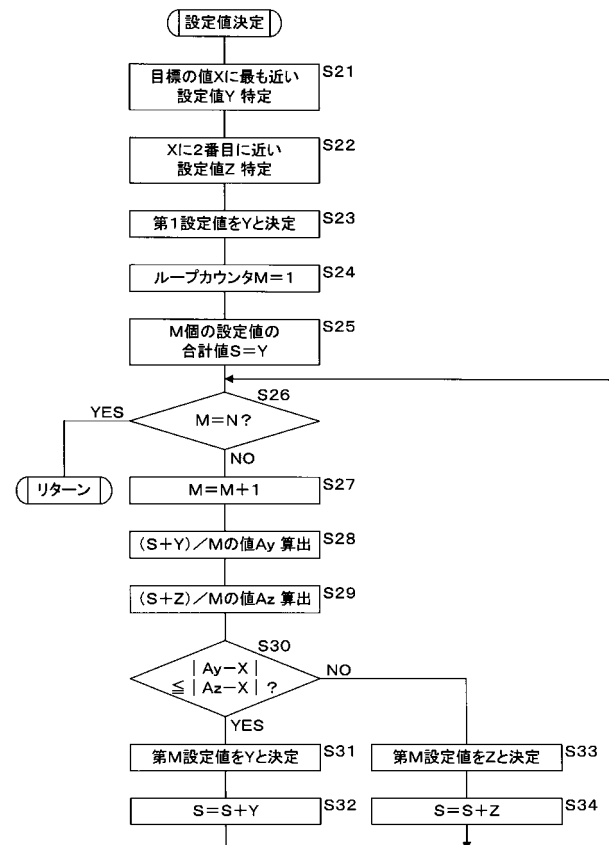 設定値決定
目標の値Xに最も近い
設定値Y 特定
S21
Xに2番目に近い
設定値Z 特定
S22
第1設定値をYと決定
S23
ループカウンタM=1
S24
M個の設定値の
合計値S=Y
S25
S26
YES
M=N?
NO
リターン
M=M+1
S27
(S+Y)/Mの値Ay 算出
S28
(S+Z)/Mの値Az 算出
S29
S30
|Ay-X|
≦|Az-X|?
NO
YES
第M設定値をYと決定
S31
第M設定値をZと決定
S33
S=S+Y
S32
S=S+Z
S34